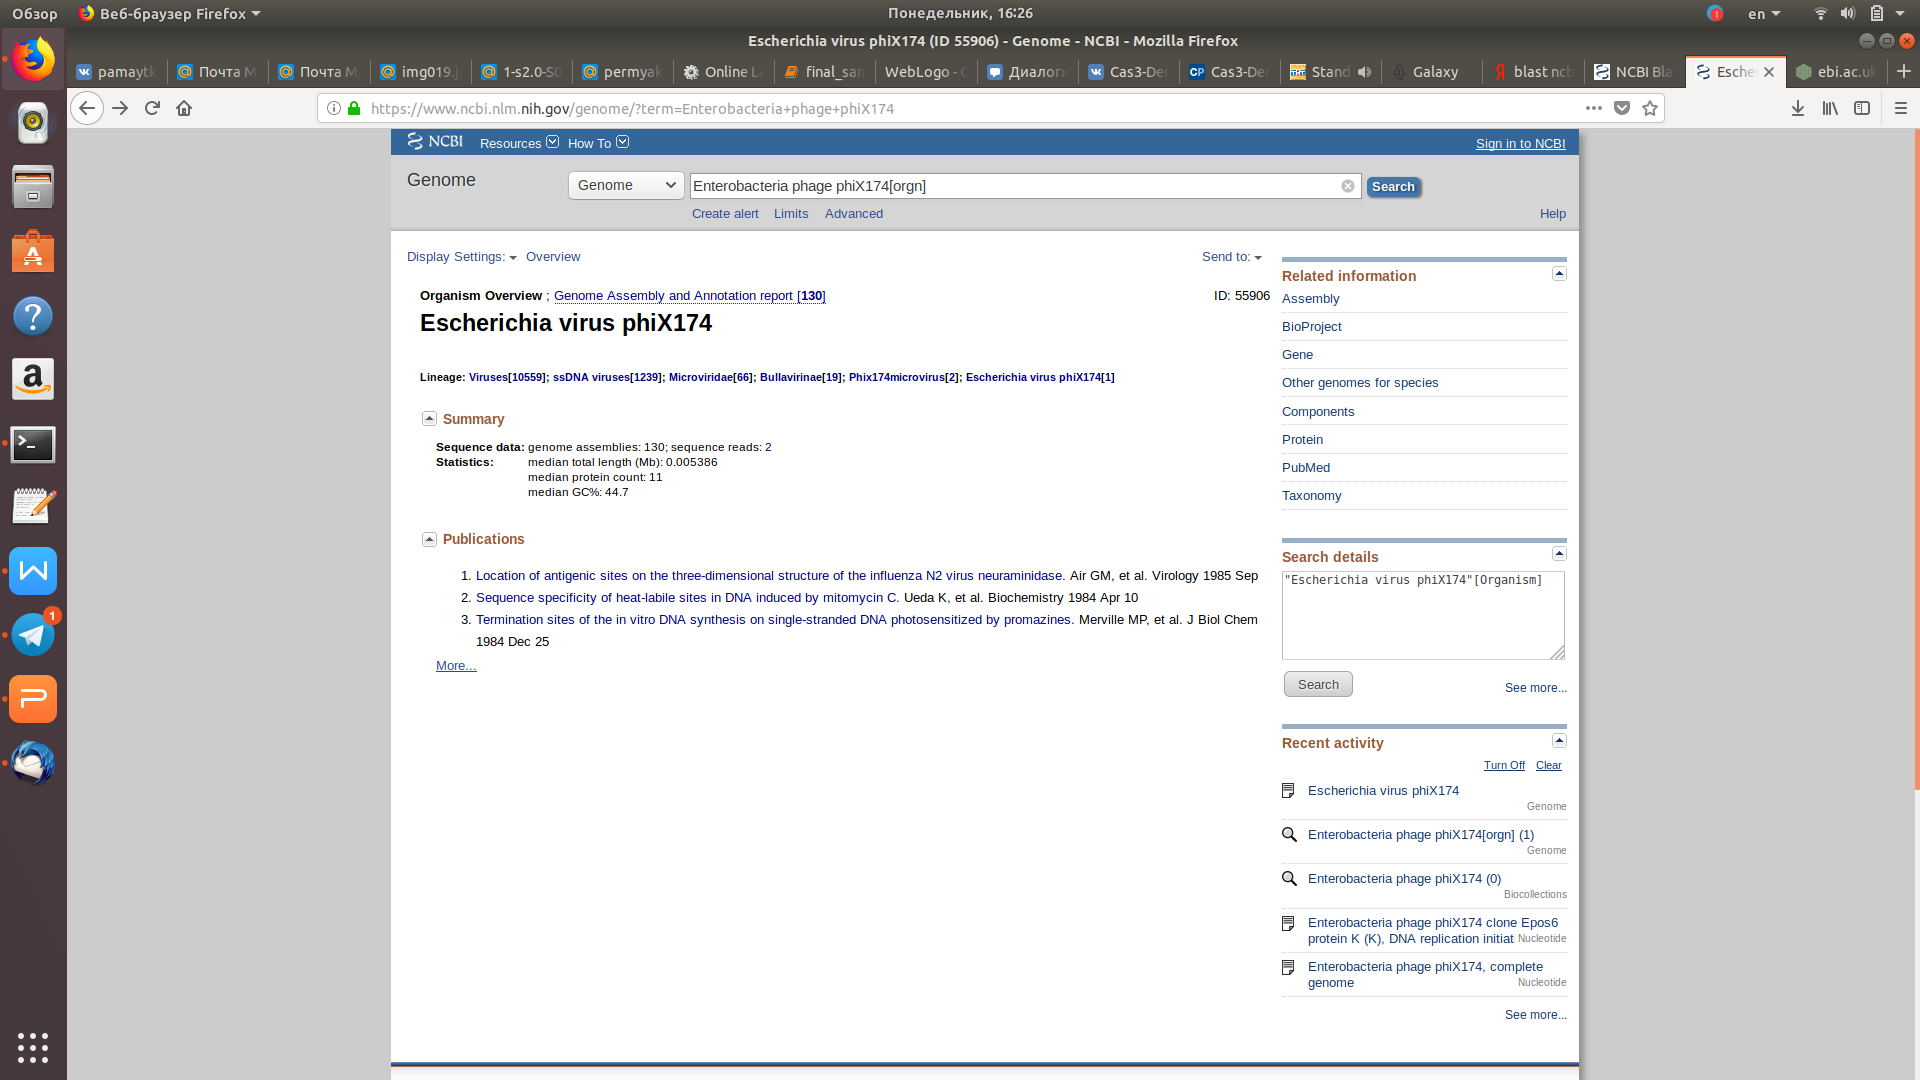 Обзор Веб-браузер Firefox Понедельник, 16:26 1 en
Escherichia virus phiX174 (ID 55906) - Genome - NCBI - Mozilla Firefox
pamaytk Почта M Почта M img019.j 1-s2.0-S0 permyak Online La final_san WebLogo - C Диалоги Cas3-Der Cas3-Der Stand Galaxy blast ncb NCBI Bla Esche ebi.ac.uk
https://www.ncbi.nlm.nih.gov/genome/?term=Enterobacteria+phage+phiX174
NCBI Resources How To Sign in to NCBI
Genome Genome Enterobacteria phage phiX174[orgn] Search
Create alert Limits Advanced Help
Display Settings: Overview Send to:
Organism Overview ; Genome Assembly and Annotation report [130] ID: 55906
Escherichia virus phiX174
Lineage: Viruses[10559]; ssDNA viruses[1239]; Microviridae[66]; Bullavirinae[19]; Phix174microvirus[2]; Escherichia virus phiX174[1]
Summary
Sequence data: genome assemblies: 130; sequence reads: 2
Statistics: median total length (Mb): 0.005386
median protein count: 11
median GC%: 44.7
Publications
1. Location of antigenic sites on the three-dimensional structure of the influenza N2 virus neuraminidase. Air GM, et al. Virology 1985 Sep
2. Sequence specificity of heat-labile sites in DNA induced by mitomycin C. Ueda K, et al. Biochemistry 1984 Apr 10
3. Termination sites of the in vitro DNA synthesis on single-stranded DNA photosensitized by promazines. Merville MP, et al. J Biol Chem
1984 Dec 25
More...
Related information
Assembly
BioProject
Gene
Other genomes for species
Components
Protein
PubMed
Taxonomy
Search details
"Escherichia virus phiX174"[Organism]
Search See more...
Recent activity
Turn Off Clear
Escherichia virus phiX174
Genome
Enterobacteria phage phiX174[orgn] (1)
Genome
Enterobacteria phage phiX174 (0)
Biocollections
Enterobacteria phage phiX174 clone Epos6
protein K (K), DNA replication initiat Nucleotide
Enterobacteria phage phiX174, complete
genome Nucleotide
See more...
1